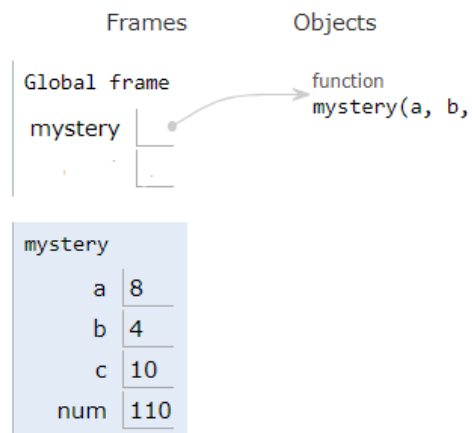 Frames Objects
Global frame
function
mystery
mystery(a, b,
mystery
a 8
b 4
c 10
num 110